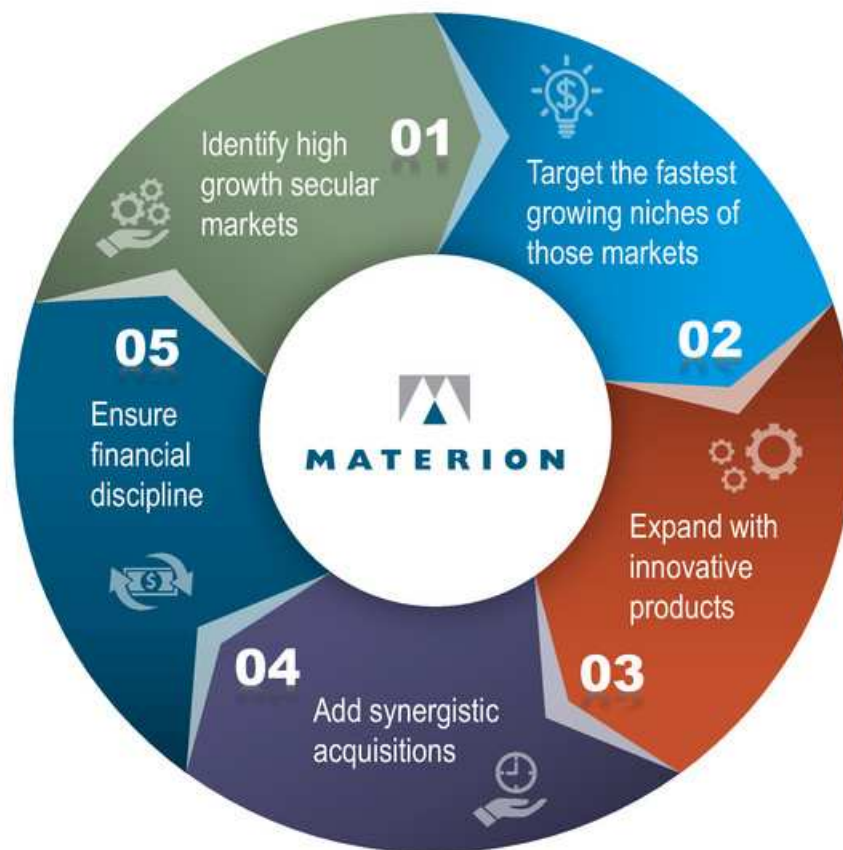 01
Identify high
growth secular
markets
$
Target the fastest
growing niches of
those markets
02
Expand with
innovative
products
03
04
Add synergistic
acquisitions
05
Ensure
financial
discipline
$
MATERION